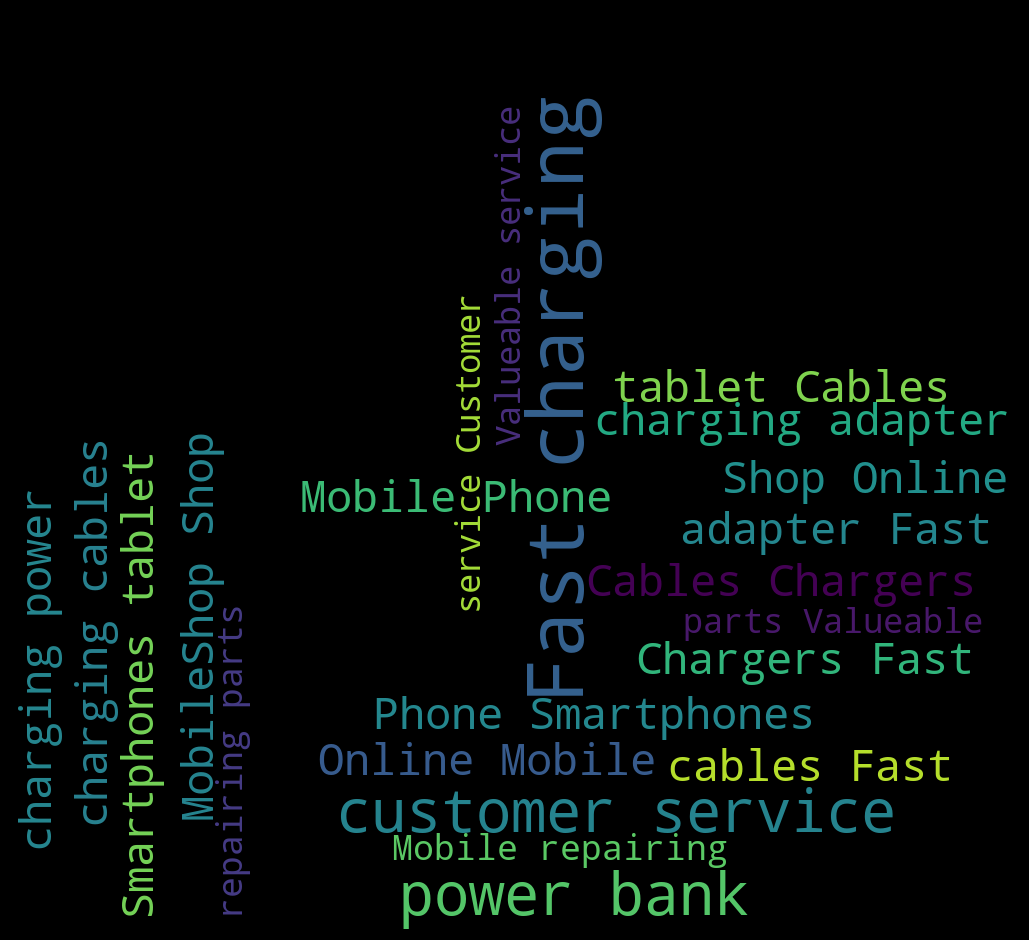 Fast charging
Valueable service
service Customer
tablet Cables
charging adapter
Shop Online
Mobile Phone
adapter Fast
Cables Chargers
parts Valueable
Chargers Fast
charging power
charging cables
Smartphones tablet
MobileShop Shop
repairing parts
Phone Smartphones
Online Mobile
cables Fast
customer service
Mobile repairing
power bank